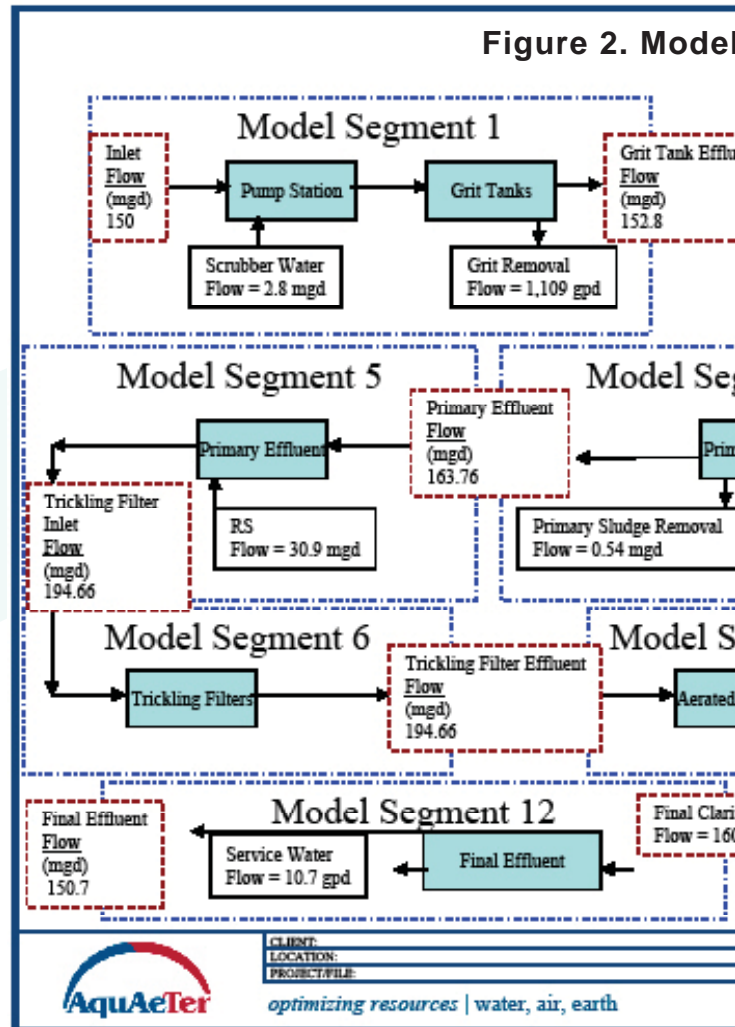 Figure 2. Model
Model Segment 1
Inlet
Flow
(mgd)
150
Pump Station
Grit Tanks
Grit Tank Efflu
Flow
(mgd)
152.8
Scrubber Water
Flow = 2.8 mgd
Grit Removal
Flow = 1,109 gpd
Model Segment 5
Model Seg
Primary Effluent
Flow
(mgd)
163.76
Primary Effluent
Prim
Trickling Filter
Inlet
Flow
(mgd)
194.66
RS
Flow = 30.9 mgd
Primary Sludge Removal
Flow = 0.54 mgd
Model Segment 6
Model S
Trickling Filters
Trickling Filter Effluent
Flow
(mgd)
194.66
Aerated
Model Segment 12
Final Effluent
Flow
(mgd)
150.7
Service Water
Flow = 10.7 gpd
Final Effluent
Final Clari
Flow = 160
AquAeTer
CLIENT:
LOCATION:
PROJECT/FILE:
optimizing resources | water, air, earth